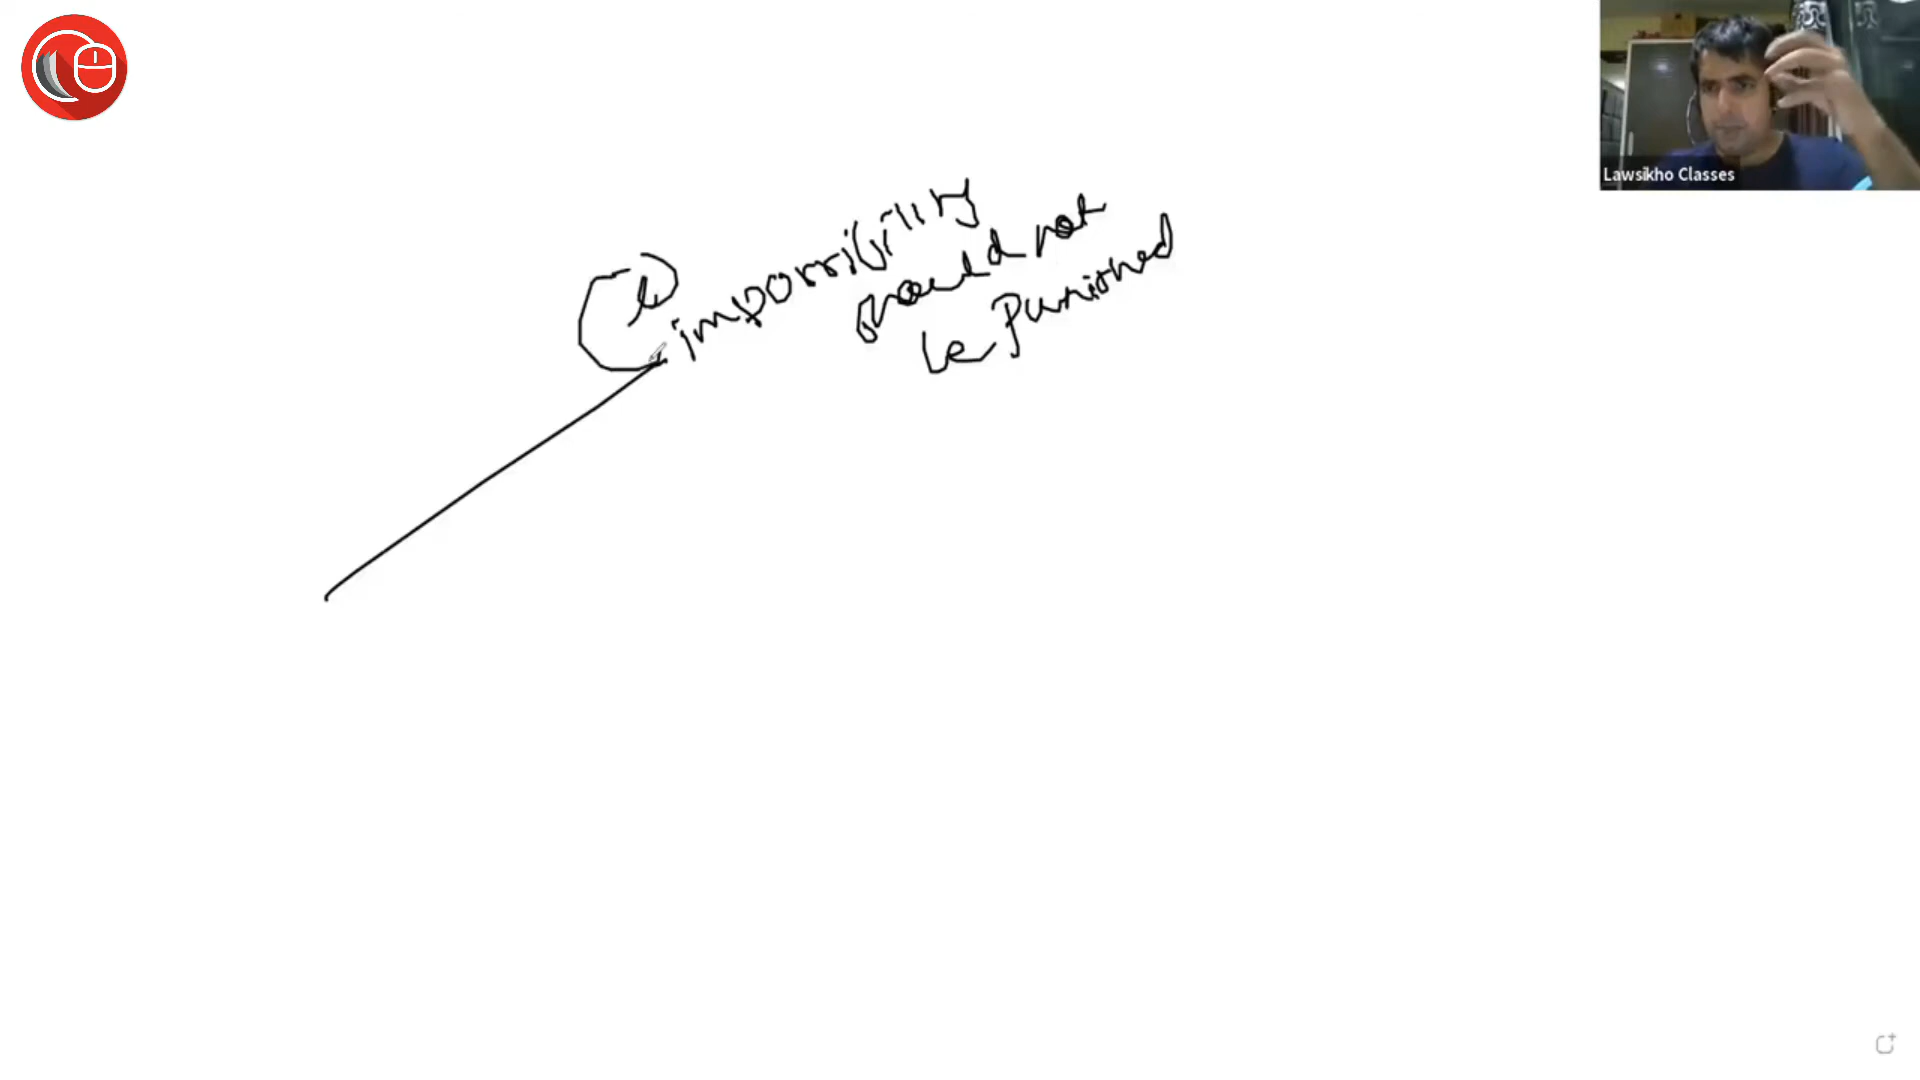 Lawsikho Classes
impossibility
should not
be punished